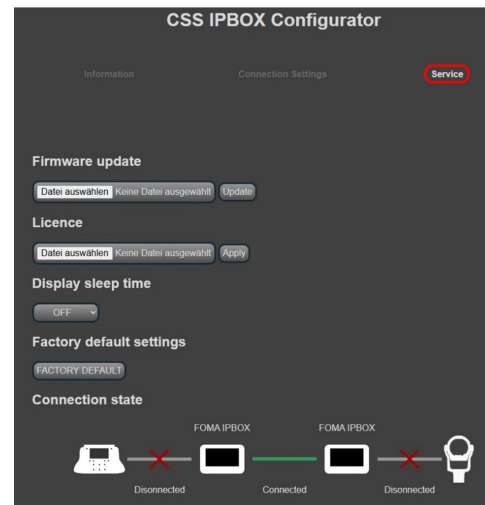 CSS IPBOX Configurator
Information Connection Settings Service
Firmware update
Datei auswählen Keine Datei ausgewählt Update
Licence
Datei auswählen Keine Datei ausgewählt Apply
Display sleep time
OFF
Factory default settings
FACTORY DEFAULT
Connection state
FOMA IPBOX FOMA IPBOX
Disonnected Connected Disonnected